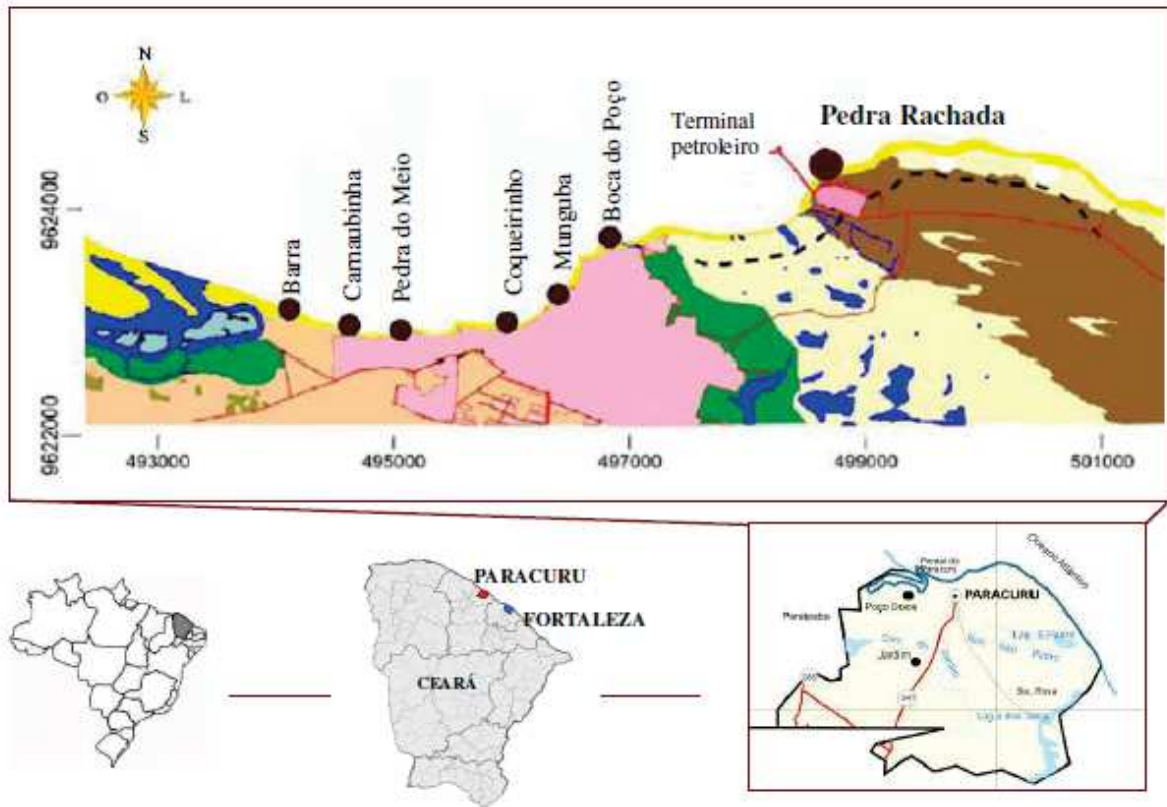 N
O
L
S
Pedra Rachada
Terminal
petroleiro
Barra
Carnaubinha
Pedra do Meio
Coqueirinho
Munguba
Boca do Poço
9624000
9622000
493000
495000
497000
499000
501000
PARACURU
FORTALEZA
CEARÁ
Oceano Atlântico
PARACURIU
Poço Doce
Jardim